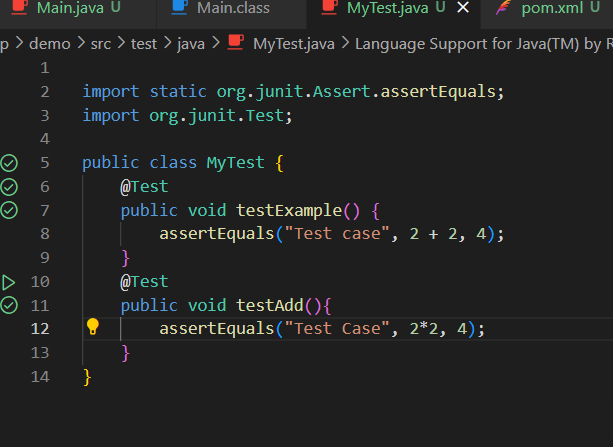 Main.java U Main.class MyTest.java U × pom.xml U
p > demo > src > test > java > MyTest.java > Language Support for Java(TM) by R
1
2 import static org.junit.Assert.assertEquals;
3 import org.junit.Test;
4
5 public class MyTest {
6 @Test
7 public void testExample() {
8 assertEquals("Test case", 2 + 2, 4);
9 }
10 @Test
11 public void testAdd(){
12 assertEquals("Test Case", 2*2, 4);
13 }
14 }